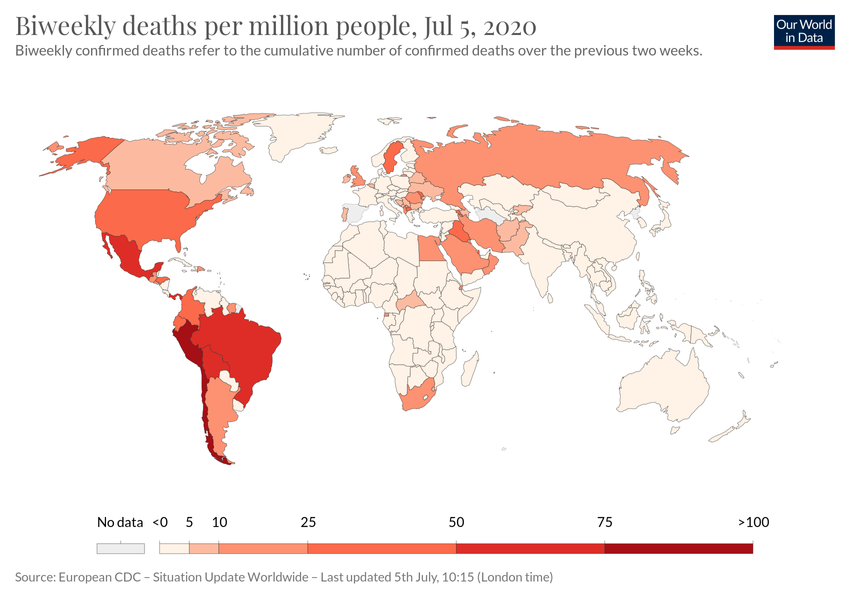 Biweekly deaths per million people, Jul 5, 2020
Our World
in Data
Biweekly confirmed deaths refer to the cumulative number of confirmed deaths over the previous two weeks.
No data <0 5 10 25 50 75 >100
Source: European CDC – Situation Update Worldwide – Last updated 5th July, 10:15 (London time)